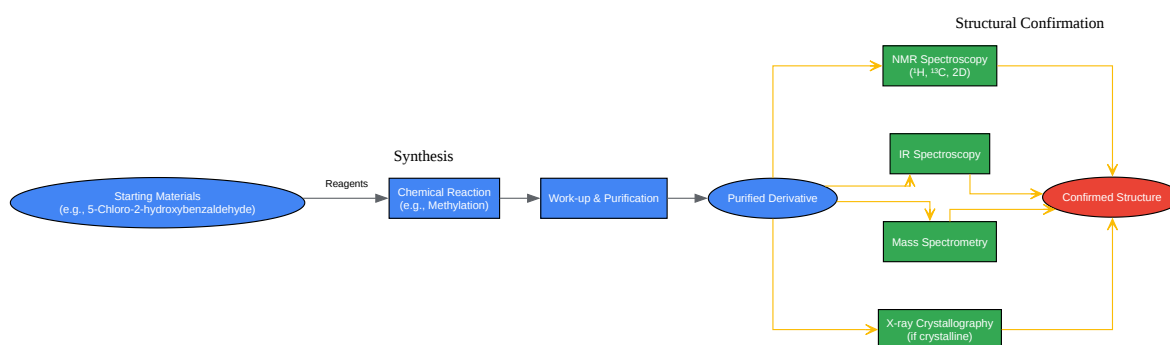 Structural Confirmation
NMR Spectroscopy
(¹H, ¹³C, 2D)
Synthesis
IR Spectroscopy
Reagents
Starting Materials
(e.g., 5-Chloro-2-hydroxybenzaldehyde)
Chemical Reaction
(e.g., Methylation)
Work-up & Purification
Purified Derivative
Confirmed Structure
Mass Spectrometry
X-ray Crystallography
(if crystalline)